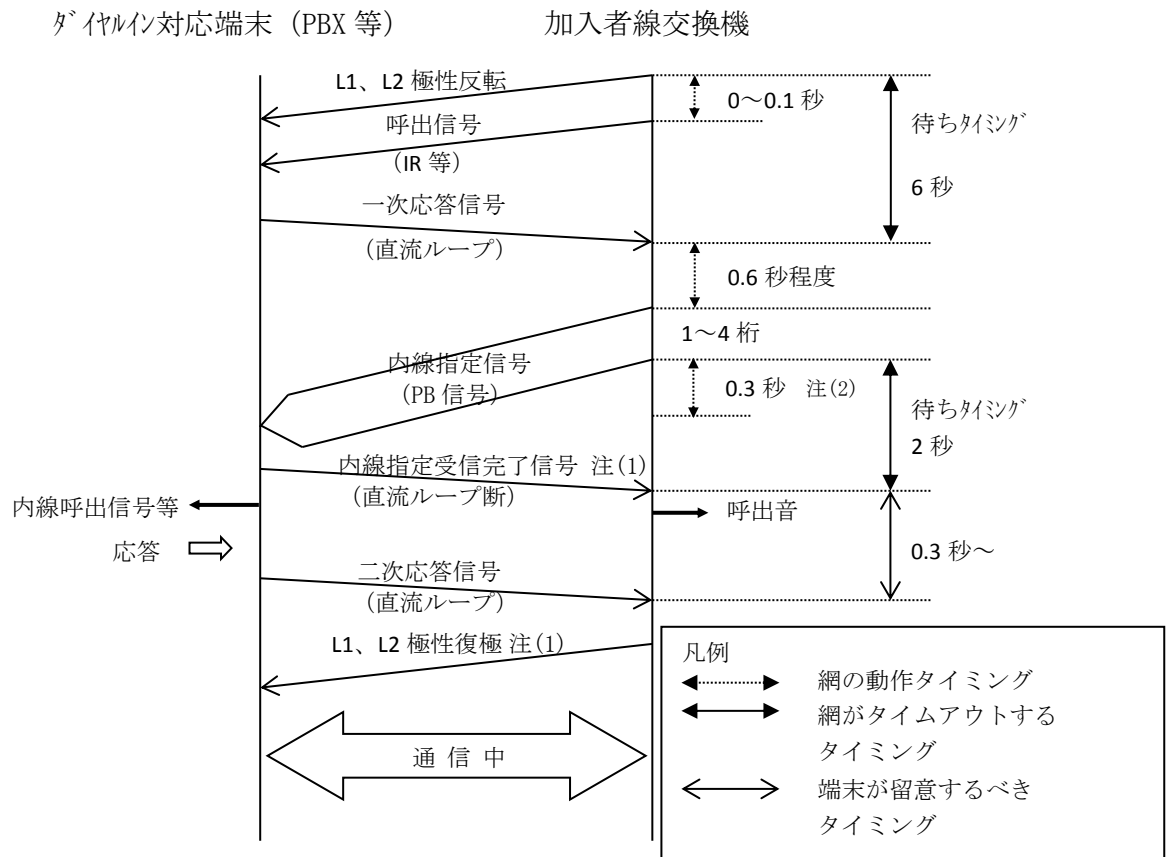 ﾀﾞｲﾔﾙｲﾝ対応端末（PBX 等） 加入者線交換機
L1、L2 極性反転
0～0.1 秒
待ちﾀｲﾐﾝｸﾞ
呼出信号
（IR 等）
6 秒
一次応答信号
(直流ループ)
0.6 秒程度
1～4 桁
内線指定信号
(PB 信号)
0.3 秒 注(2)
待ちﾀｲﾐﾝｸﾞ
2 秒
内線指定受信完了信号 注(1)
(直流ループ断)
内線呼出信号等
呼出音
応答
0.3 秒～
二次応答信号
(直流ループ)
L1、L2 極性復極 注(1)
通 信 中
凡例
網の動作タイミング
網がタイムアウトする
タイミング
端末が留意するべき
タイミング